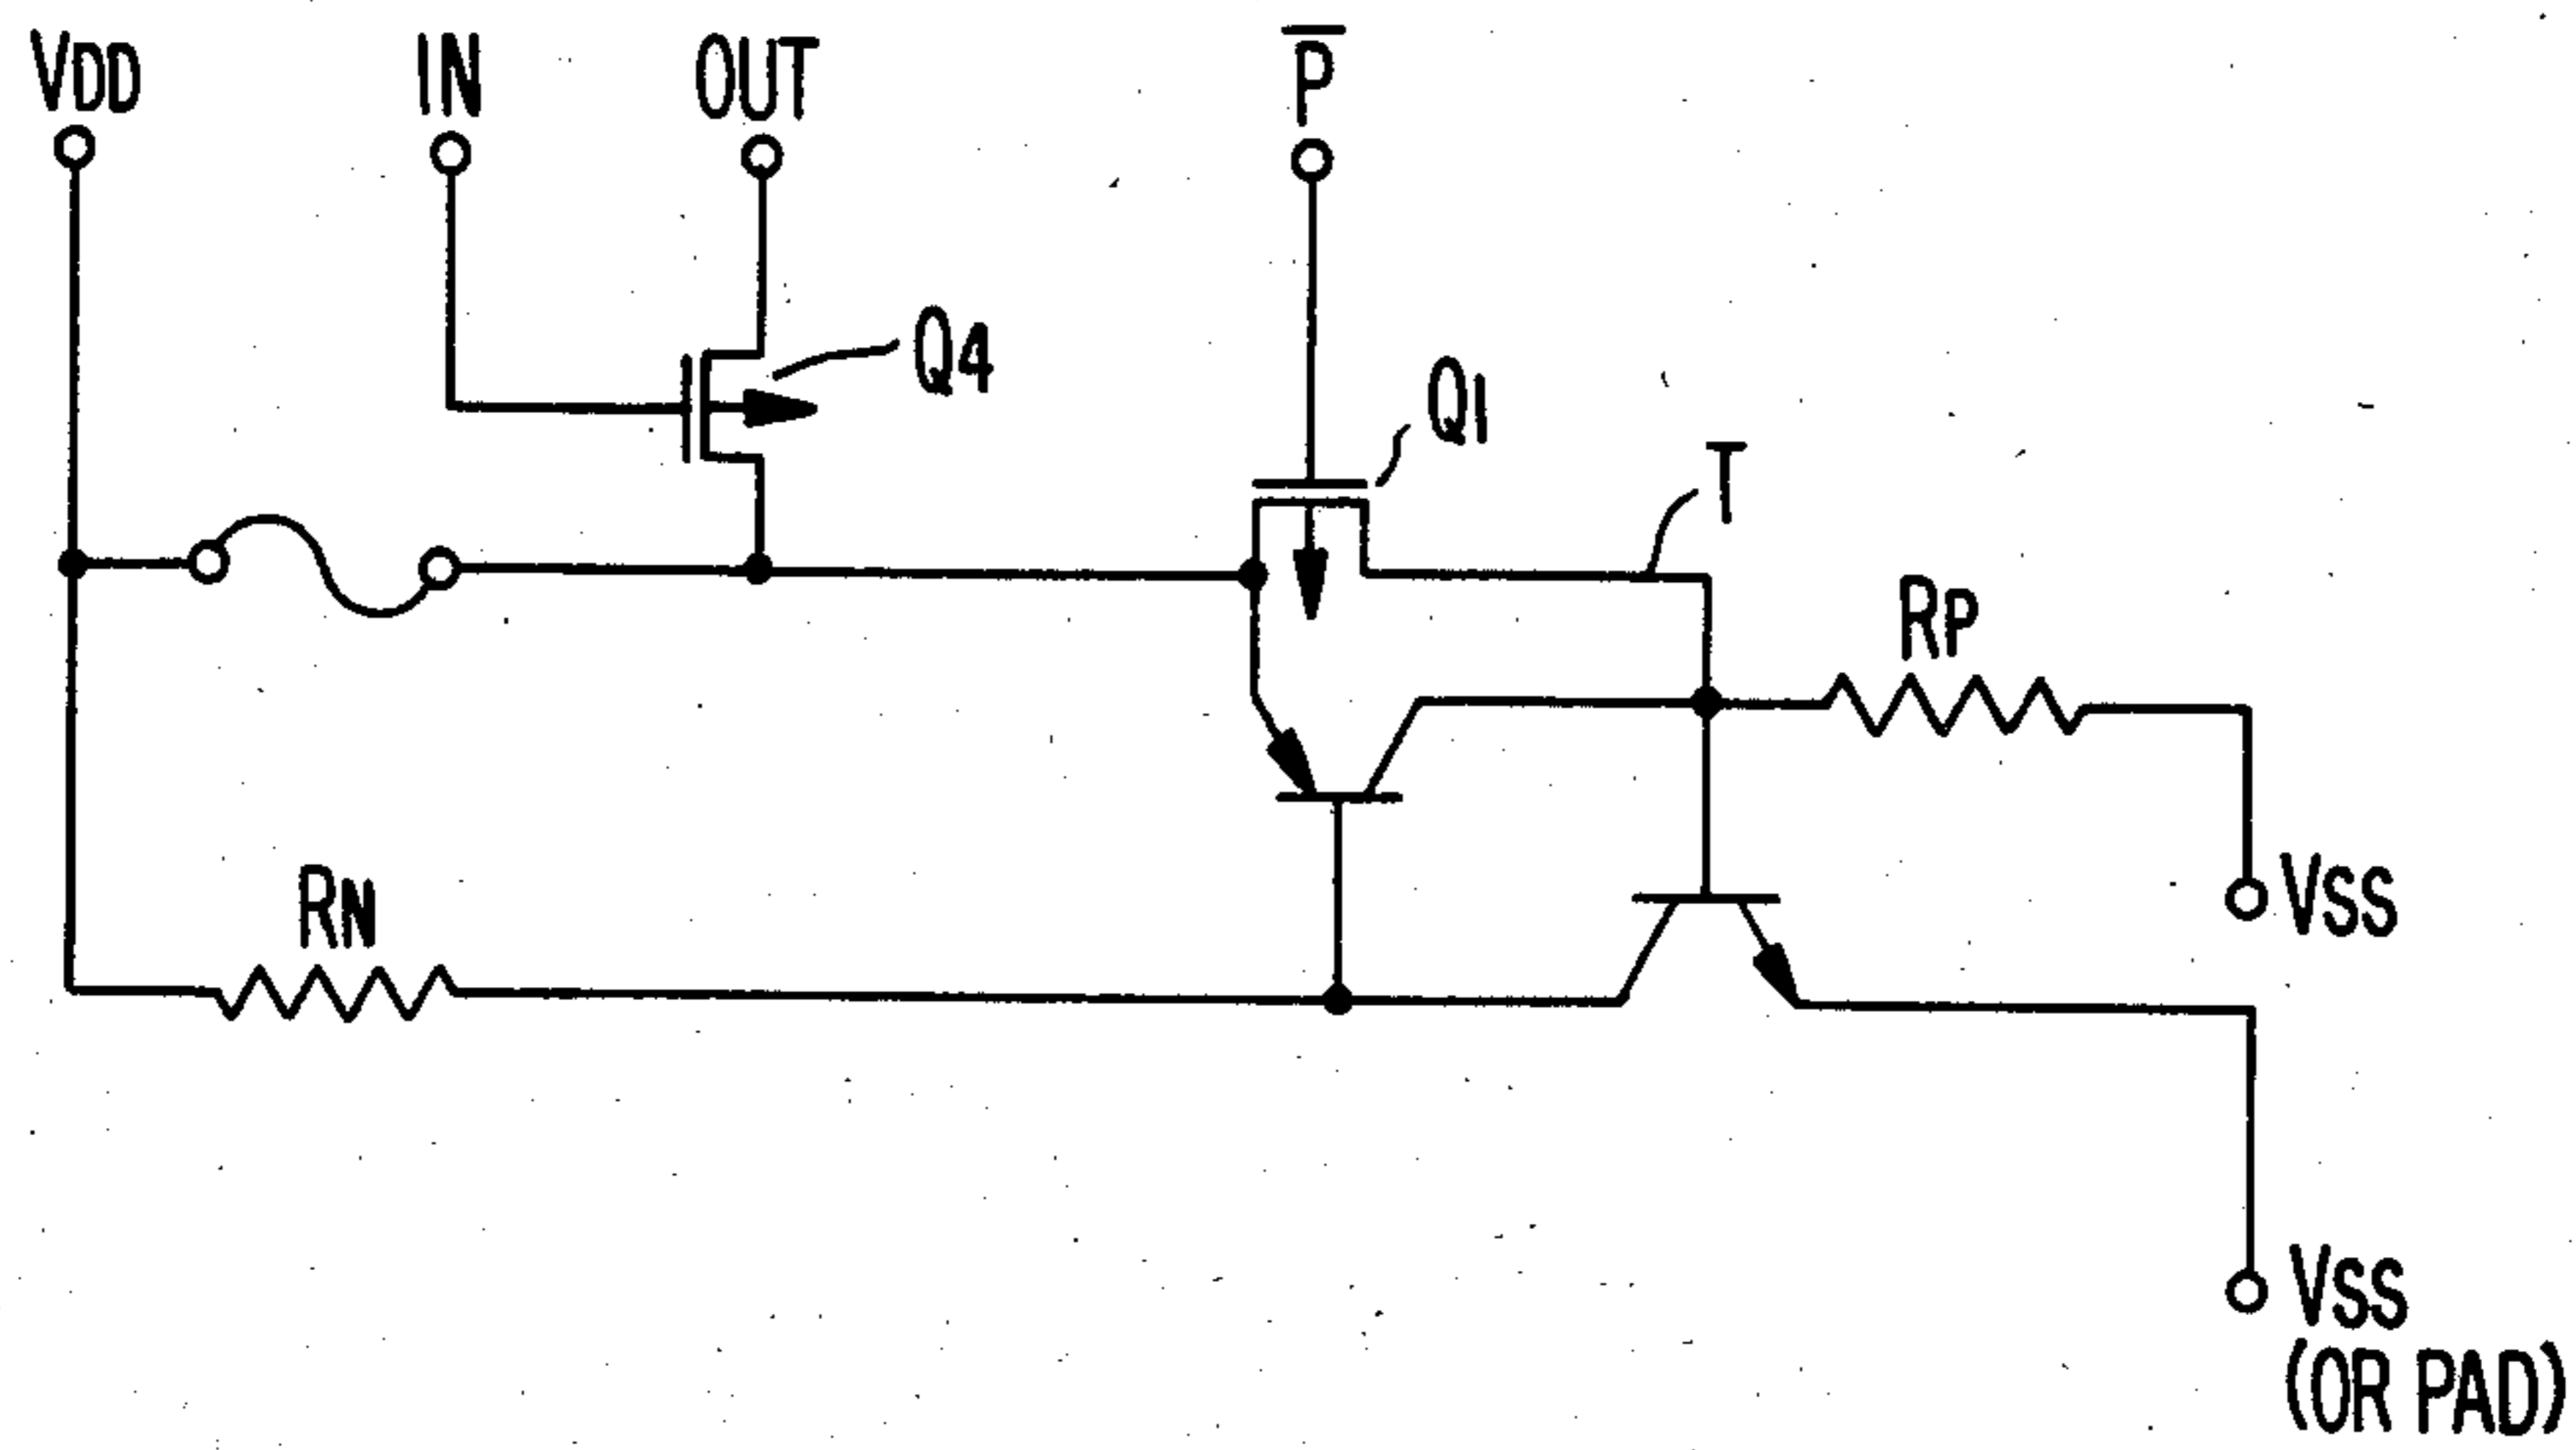 VDD
IN
OUT
P̅
Q4
Q1
T
RP
RN
VSS
VSS
(OR PAD)